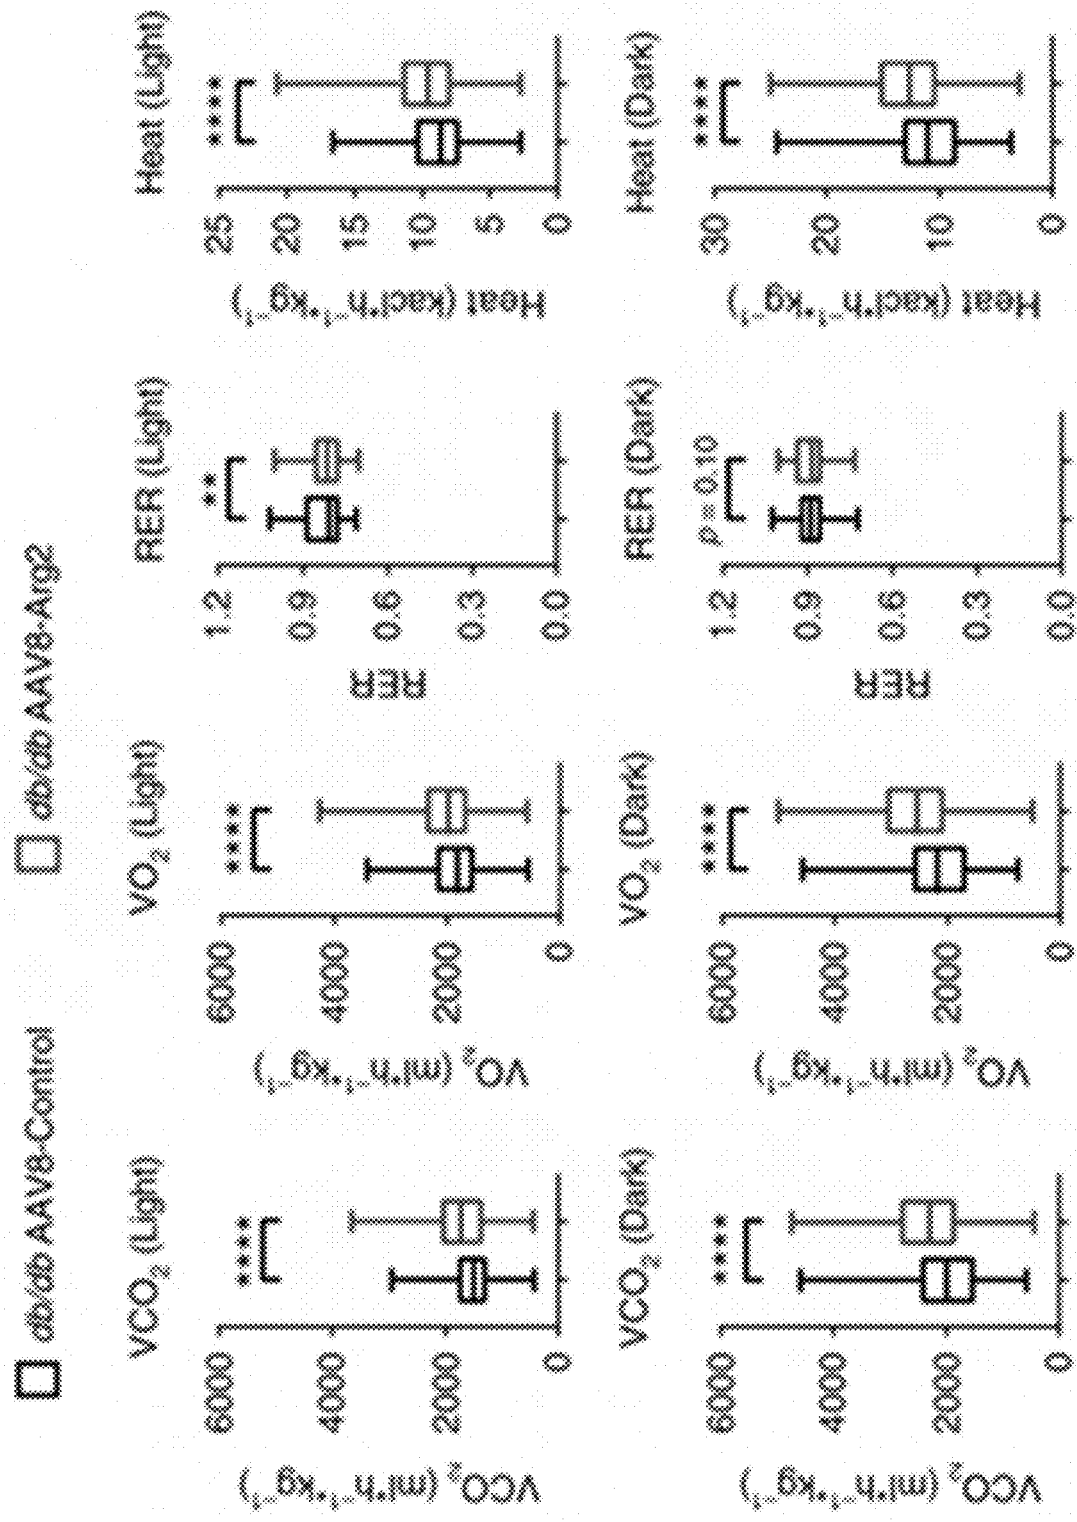 db/db AAV8-Control
db/db AAV8-Arg2
VCO2 (Light)
VCO2 (ml*h-1*kg-1)
6000
4000
2000
0
****
VO2 (Light)
VO2 (ml*h-1*kg-1)
6000
4000
2000
0
****
RER (Light)
RER
1.2
0.9
0.6
0.3
0.0
**
Heat (Light)
Heat (kacl*h-1*kg-1)
25
20
15
10
5
0
****
VCO2 (Dark)
VCO2 (ml*h-1*kg-1)
6000
4000
2000
0
****
VO2 (Dark)
VO2 (ml*h-1*kg-1)
6000
4000
2000
0
****
RER (Dark)
RER
1.2
0.9
0.6
0.3
0.0
p = 0.10
Heat (Dark)
Heat (kacl*h-1*kg-1)
30
20
10
0
****